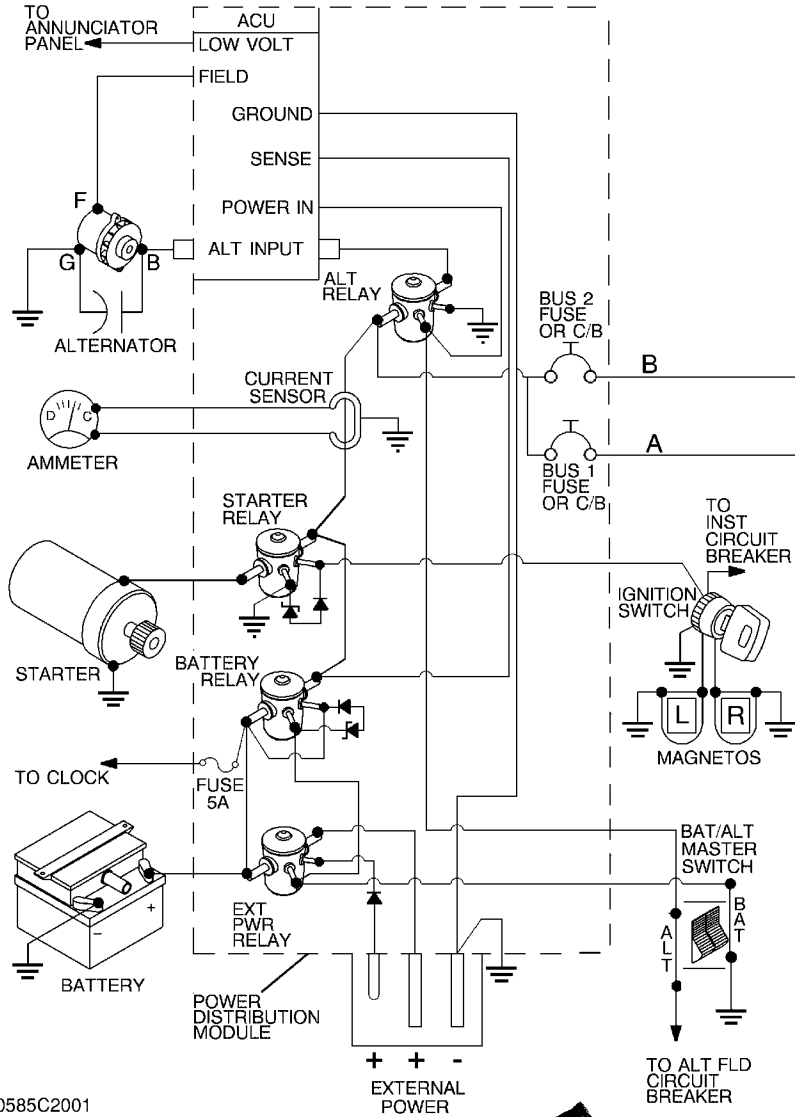 TO
ANNUNCIATOR
PANEL
ACU
LOW VOLT
FIELD
GROUND
SENSE
POWER IN
ALT INPUT
F
G
B
ALTERNATOR
ALT
RELAY
BUS 2
FUSE
OR C/B
B
CURRENT
SENSOR
D
C
AMMETER
A
BUS 1
FUSE
OR C/B
STARTER
RELAY
TO
INST
CIRCUIT
BREAKER
IGNITION
SWITCH
STARTER
BATTERY
RELAY
L
R
MAGNETOS
TO CLOCK
FUSE
5A
BAT/ALT
MASTER
SWITCH
BAT
ALT
EXT
PWR
RELAY
+
−
BATTERY
POWER
DISTRIBUTION
MODULE
+ + -
EXTERNAL
POWER
TO ALT FLD
CIRCUIT
BREAKER
0585C2001